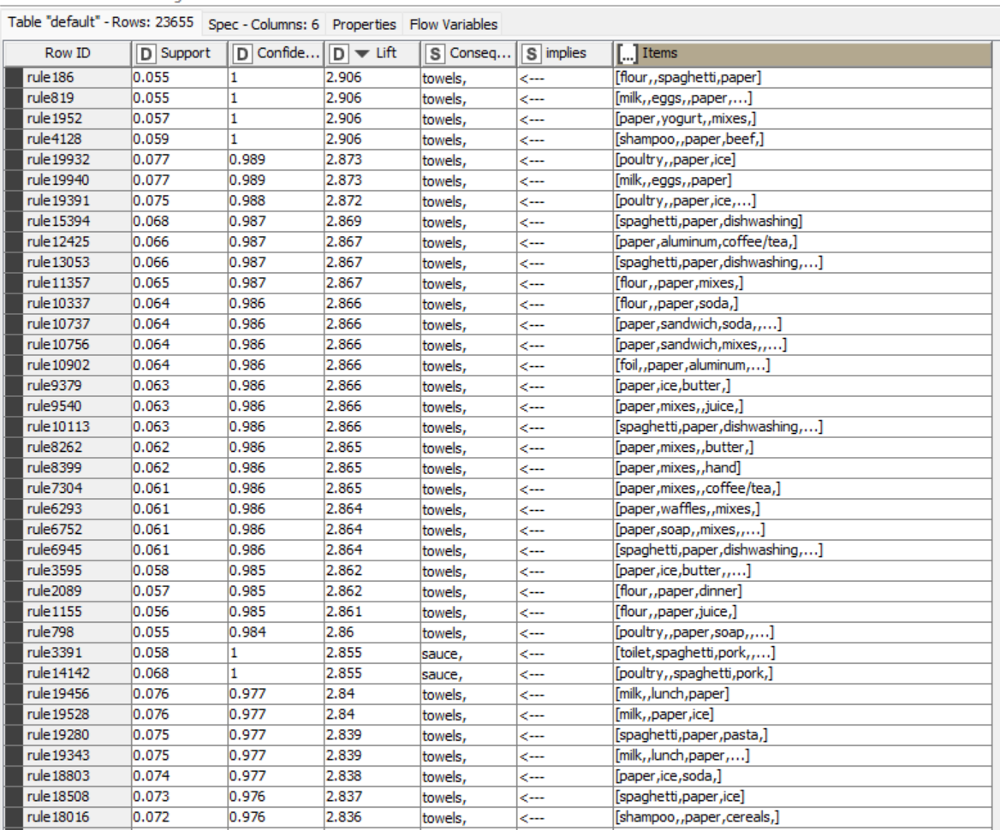 Table "default" - Rows: 23655 Spec - Columns: 6 Properties Flow Variables
Row ID D Support D Confide... D Lift S Conseq... S implies [...] Items
rule186 0.055 1 2.906 towels, <--- [flour,,spaghetti,paper]
rule819 0.055 1 2.906 towels, <--- [milk,,eggs,,paper,...]
rule1952 0.057 1 2.906 towels, <--- [paper,yogurt,,mixes,]
rule4128 0.059 1 2.906 towels, <--- [shampoo,,paper,beef,]
rule19932 0.077 0.989 2.873 towels, <--- [poultry,,paper,ice]
rule19940 0.077 0.989 2.873 towels, <--- [milk,,eggs,,paper]
rule19391 0.075 0.988 2.872 towels, <--- [poultry,,paper,ice,...]
rule15394 0.068 0.987 2.869 towels, <--- [spaghetti,paper,dishwashing]
rule12425 0.066 0.987 2.867 towels, <--- [paper,aluminum,coffee/tea,]
rule13053 0.066 0.987 2.867 towels, <--- [spaghetti,paper,dishwashing,...]
rule11357 0.065 0.987 2.867 towels, <--- [flour,,paper,mixes,]
rule10337 0.064 0.986 2.866 towels, <--- [flour,,paper,soda,]
rule10737 0.064 0.986 2.866 towels, <--- [paper,sandwich,soda,,...]
rule10756 0.064 0.986 2.866 towels, <--- [paper,sandwich,mixes,,...]
rule10902 0.064 0.986 2.866 towels, <--- [foil,,paper,aluminum,...]
rule9379 0.063 0.986 2.866 towels, <--- [paper,ice,butter,]
rule9540 0.063 0.986 2.866 towels, <--- [paper,mixes,,juice,]
rule10113 0.063 0.986 2.866 towels, <--- [spaghetti,paper,dishwashing,...]
rule8262 0.062 0.986 2.865 towels, <--- [paper,mixes,,butter,]
rule8399 0.062 0.986 2.865 towels, <--- [paper,mixes,,hand]
rule7304 0.061 0.986 2.865 towels, <--- [paper,mixes,,coffee/tea,]
rule6293 0.061 0.986 2.864 towels, <--- [paper,waffles,,mixes,]
rule6752 0.061 0.986 2.864 towels, <--- [paper,soap,,mixes,,...]
rule6945 0.061 0.986 2.864 towels, <--- [spaghetti,paper,dishwashing,...]
rule3595 0.058 0.985 2.862 towels, <--- [paper,ice,butter,,...]
rule2089 0.057 0.985 2.862 towels, <--- [flour,,paper,dinner]
rule1155 0.056 0.985 2.861 towels, <--- [flour,,paper,juice,]
rule798 0.055 0.984 2.86 towels, <--- [poultry,,paper,soap,,...]
rule3391 0.058 1 2.855 sauce, <--- [toilet,spaghetti,pork,,...]
rule14142 0.068 1 2.855 sauce, <--- [poultry,,spaghetti,pork,]
rule19456 0.076 0.977 2.84 towels, <--- [milk,,lunch,paper]
rule19528 0.076 0.977 2.84 towels, <--- [milk,,paper,ice]
rule19280 0.075 0.977 2.839 towels, <--- [spaghetti,paper,pasta,]
rule19343 0.075 0.977 2.839 towels, <--- [milk,,lunch,paper,...]
rule18803 0.074 0.977 2.838 towels, <--- [paper,ice,soda,]
rule18508 0.073 0.976 2.837 towels, <--- [spaghetti,paper,ice]
rule18016 0.072 0.976 2.836 towels, <--- [shampoo,,paper,cereals,]